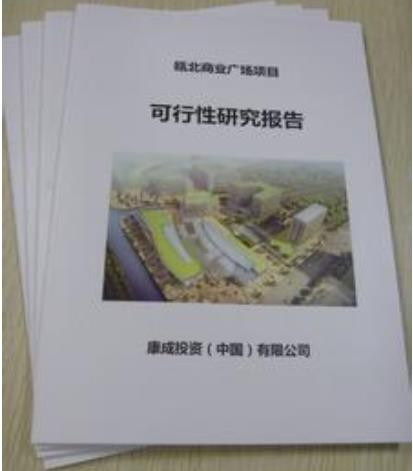 瓯北商业广场项目
可行性研究报告
康成投资（中国）有限公司